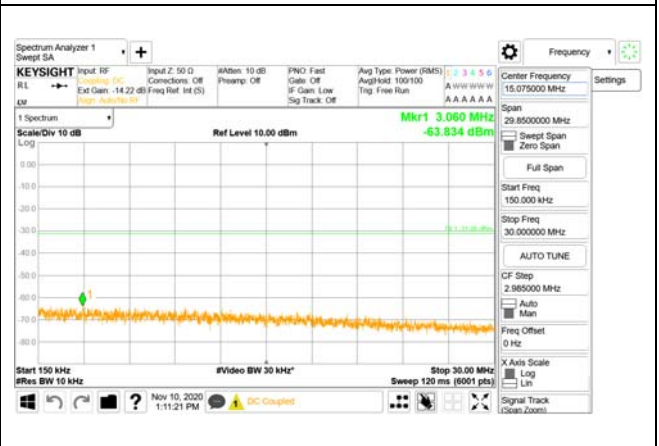 Spectrum Analyzer 1
Swept SA
Frequency
KEYSIGHT
Input: RF
Coupling: DC
Ext Gain: -14.22 dB
Align: Auto/No RF
RL
Input Z: 50 Ω
Corrections: Off
Freq Ref: Int (S)
#Atten: 10 dB
Preamp: Off
PNO: Fast
Gate: Off
IF Gain: Low
Sig Track: Off
Avg Type: Power (RMS)
Avg|Hold: 100/100
Trig: Free Run
1 2 3 4 5 6
A W W W W W
A A A A A A
Center Frequency
15.075000 MHz
Settings
Span
29.8500000 MHz
Swept Span
Zero Span
Full Span
Start Freq
150.000 kHz
Stop Freq
30.000000 MHz
AUTO TUNE
CF Step
2.985000 MHz
Auto
Man
Freq Offset
0 Hz
X Axis Scale
Log
Lin
Signal Track
(Span Zoom)
1 Spectrum
Mkr1 3.060 MHz
-63.834 dBm
Scale/Div 10 dB
Ref Level 10.00 dBm
Log
0.00
-10.0
-20.0
-30.0
-40.0
-50.0
-60.0
-70.0
-80.0
1
Start 150 kHz
#Video BW 30 kHz*
Stop 30.00 MHz
#Res BW 10 kHz
Sweep 120 ms (6001 pts)
?
Nov 10, 2020
1:11:21 PM
DC Coupled